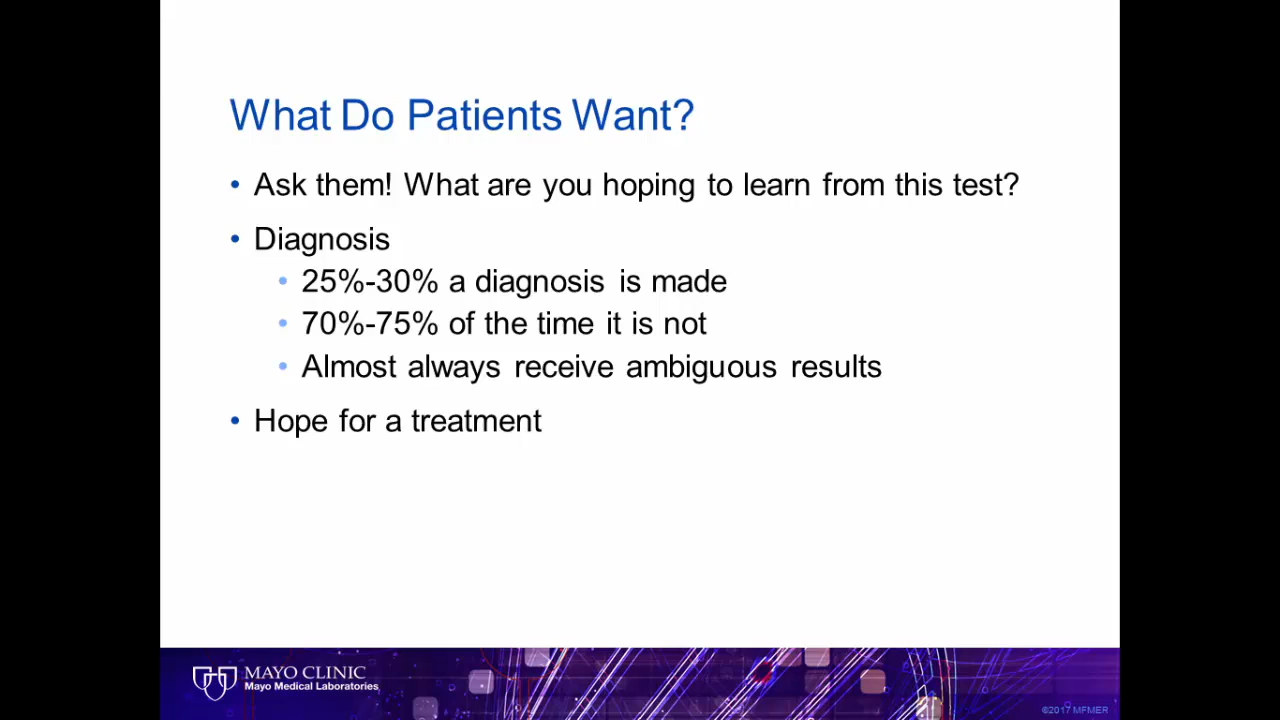 What Do Patients Want?
• Ask them! What are you hoping to learn from this test?
• Diagnosis
• 25%-30% a diagnosis is made
• 70%-75% of the time it is not
• Almost always receive ambiguous results
• Hope for a treatment
MAYO CLINIC
Mayo Medical Laboratories
©2017 MFMER